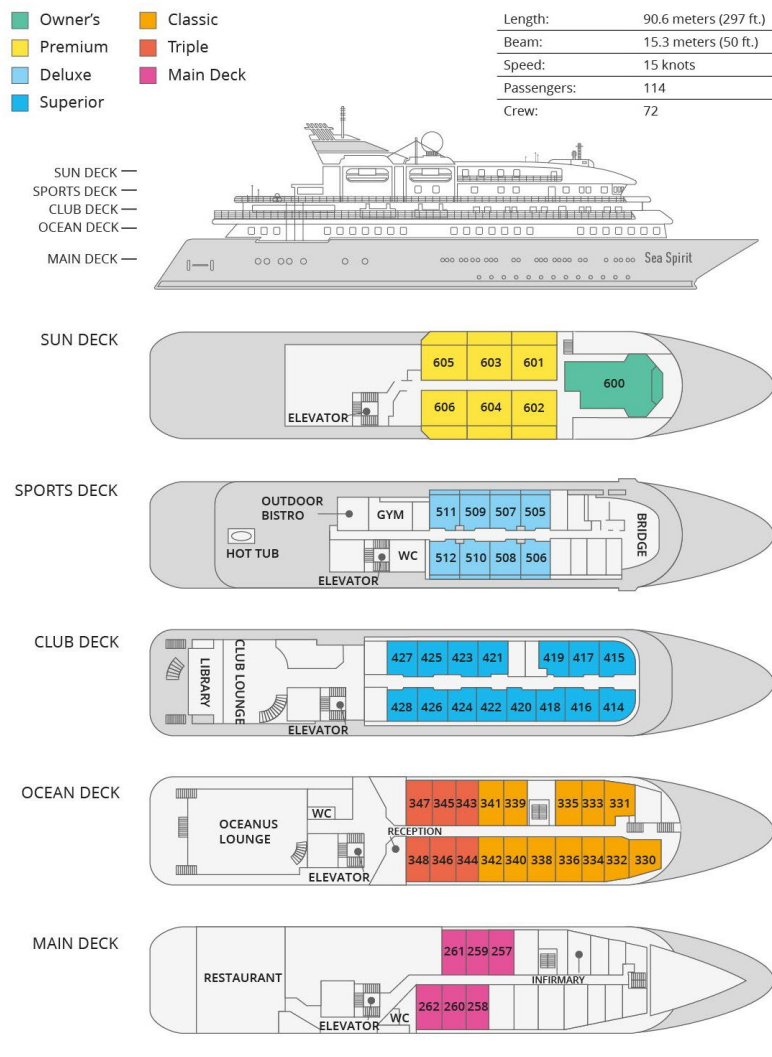 Owner's
Classic
Premium
Triple
Deluxe
Main Deck
Superior
Length: 90.6 meters (297 ft.)
Beam: 15.3 meters (50 ft.)
Speed: 15 knots
Passengers: 114
Crew: 72
SUN DECK
SPORTS DECK
CLUB DECK
OCEAN DECK
MAIN DECK
Sea Spirit
SUN DECK
605 603 601
600
606 604 602
ELEVATOR
SPORTS DECK
OUTDOOR
BISTRO
GYM
511 509 507 505
BRIDGE
HOT TUB
WC
512 510 508 506
ELEVATOR
CLUB DECK
LIBRARY
CLUB LOUNGE
427 425 423 421 419 417 415
428 426 424 422 420 418 416 414
ELEVATOR
OCEAN DECK
OCEANUS
LOUNGE
WC
347 345 343 341 339 335 333 331
RECEPTION
348 346 344 342 340 338 336 334 332 330
ELEVATOR
MAIN DECK
RESTAURANT
261 259 257
INFIRMARY
262 260 258
WC
ELEVATOR